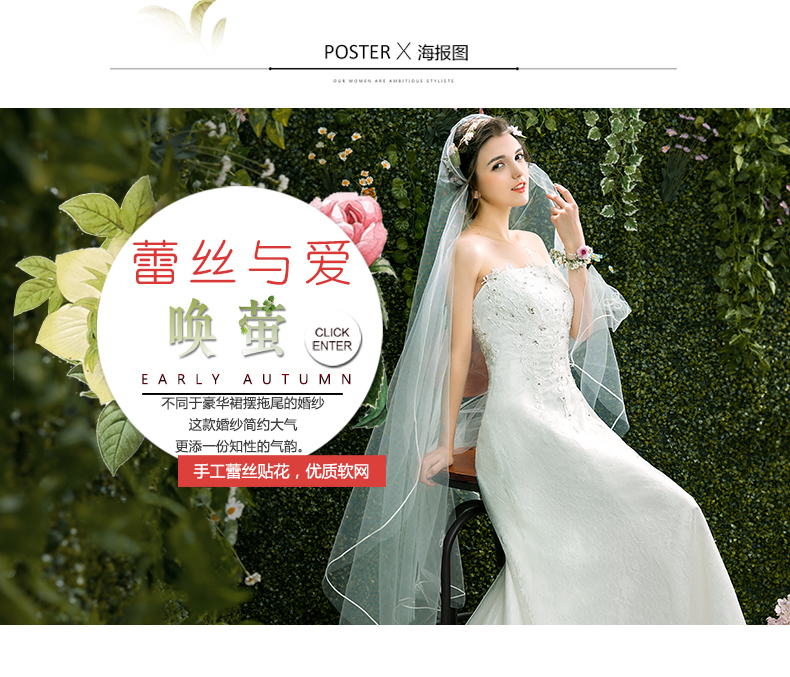 POSTER X 海报图
OUR WOMEN ARE AMBITIOUS STYLISTS
蕾丝与爱
唤萤
CLICK
ENTER
EARLY AUTUMN
不同于豪华裙摆拖尾的婚纱
这款婚纱简约大气
更添一份知性的气韵。
手工蕾丝贴花，优质软网